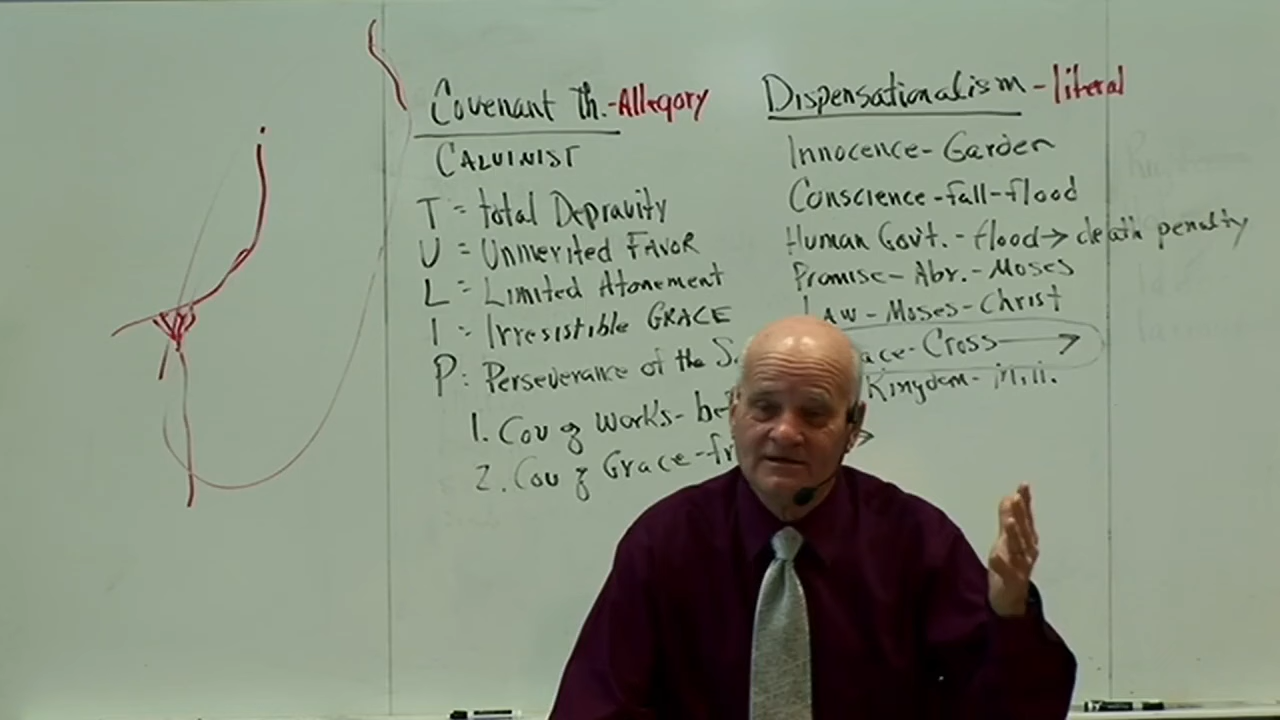 Covenant Th.-Allegory
CALVINIST
T = total Depravity
U = Unmerited FAVOR
L = Limited Atonement
I = Irresistible GRACE
P: Perseverance of the S.
1. Cov of Works- be
2. Cov of Grace-fr
Dispensationalism - literal
Innocence- Garden
Conscience-fall-flood
Human Gov't. - flood→ death penalty
Promise- Abr.- Moses
Law - Moses-Christ
ace-Cross→
Kingdom- Mill.